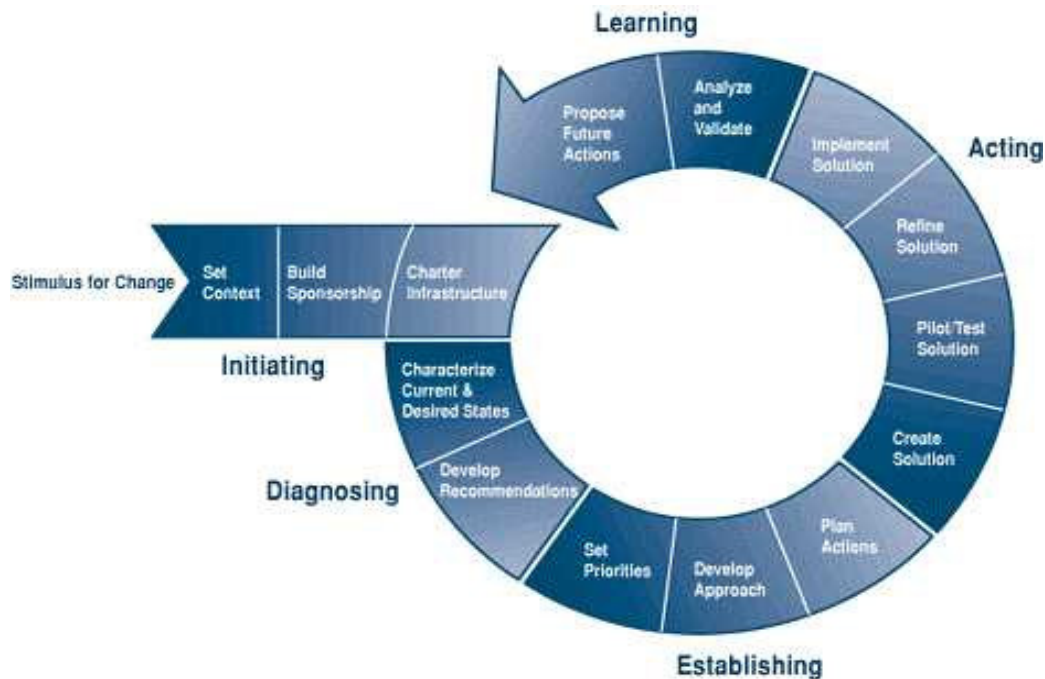 Learning
Analyze
and
Validate
Propose
Future
Actions
Implement
Solution
Acting
Refine
Solution
Stimulus for Change
Set
Context
Build
Sponsorship
Charter
Infrastructure
Pilot/Test
Solution
Initiating
Characterize
Current &
Desired States
Create
Solution
Diagnosing
Develop
Recommendations
Plan
Actions
Set
Priorities
Develop
Approach
Establishing